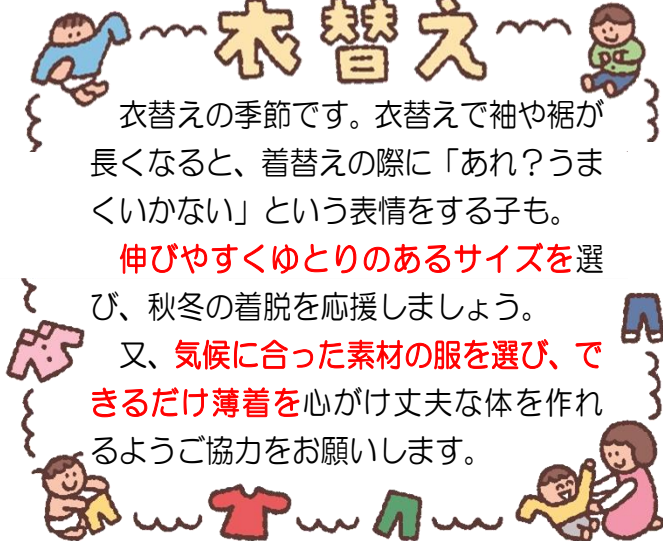 衣替え
衣替えの季節です。衣替えで袖や裾が
長くなると、着替えの際に「あれ？うま
くいかない」という表情をする子も。
伸びやすくゆとりのあるサイズを選
び、秋冬の着脱を応援しましょう。
又、気候に合った素材の服を選び、で
きるだけ薄着を心がけ丈夫な体を作れ
るようご協力をお願いします。